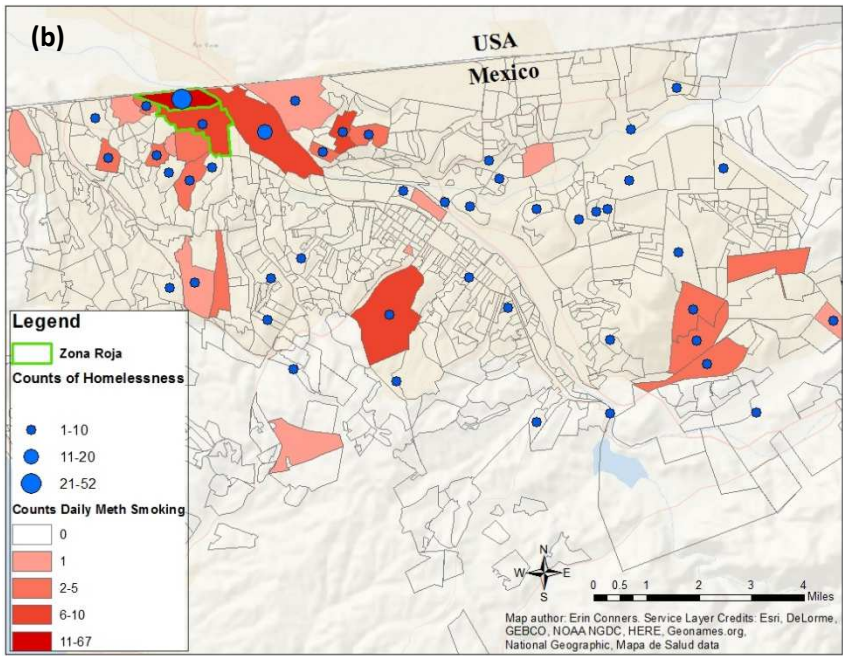 (b)
USA
Mexico
Legend
Zona Roja
Counts of Homelessness
1-10
11-20
21-52
Counts Daily Meth Smoking
0
1
2-5
6-10
11-67
N
W E
S
0 0.5 1 2 3 4
Miles
Map author: Erin Conners. Service Layer Credits: Esri, DeLorme,
GEBCO, NOAA NGDC, HERE, Geonames.org,
National Geographic, Mapa de Salud data